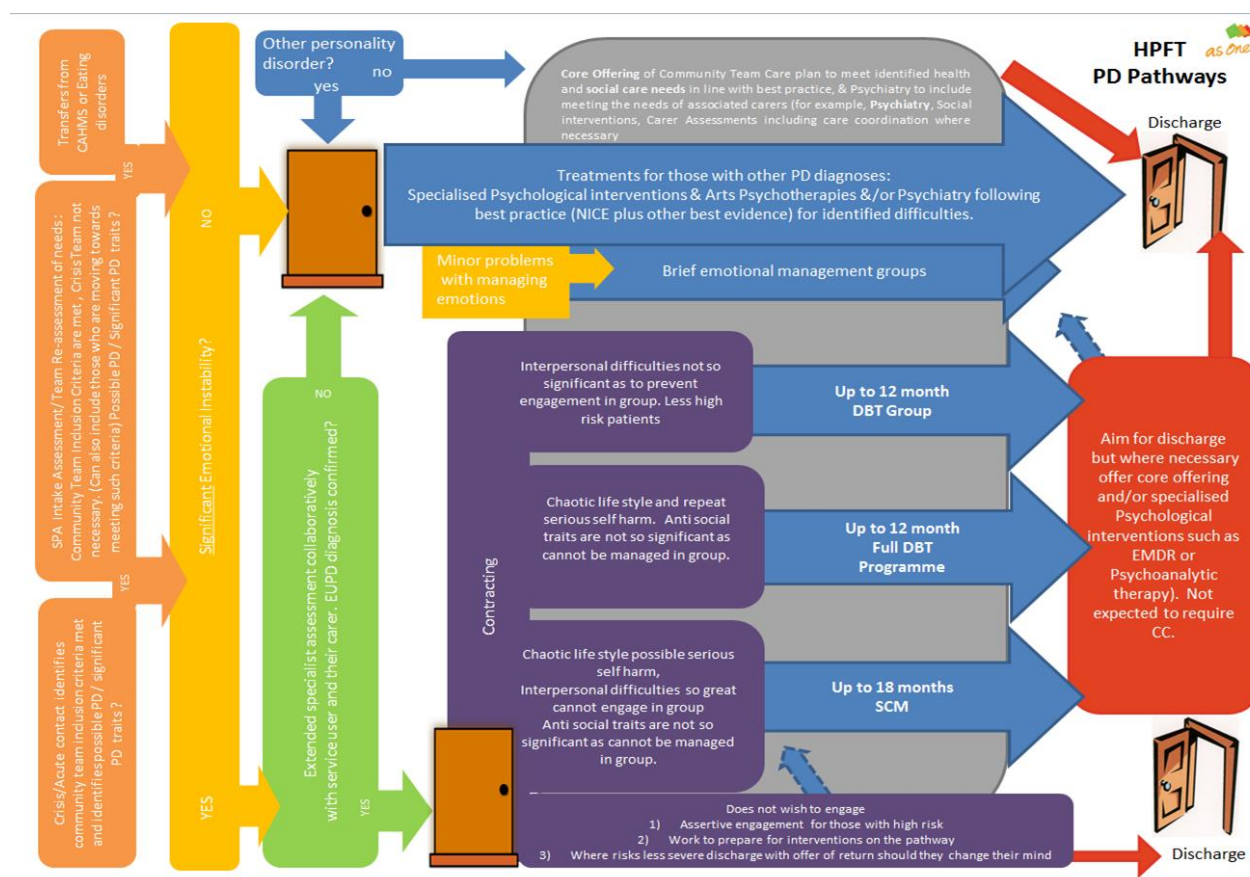 HPFT
PD Pathways
as one
Transfers from
CAHMS or Eating
disorders
YES
SPA Intake Assessment/Team Re-assessment of needs :
Community Team Inclusion Criteria are met , Crisis Team not
necessary. (Can also include those who are moving towards
meeting such criteria) Possible PD / Significant PD traits ?
YES
Crisis/Acute contact identifies
community team inclusion criteria met
and identifies possible PD / significant
PD traits ?
Significant Emotional Instability?
NO
YES
Other personality
disorder?
no
yes
Extended specialist assessment collaboratively
with service user and their carer. EUPD diagnosis confirmed?
NO
YES
Core Offering of Community Team Care plan to meet identified health
and social care needs in line with best practice, & Psychiatry to include
meeting the needs of associated carers (for example, Psychiatry, Social
interventions, Carer Assessments including care coordination where
necessary
Treatments for those with other PD diagnoses:
Specialised Psychological interventions & Arts Psychotherapies &/or Psychiatry following
best practice (NICE plus other best evidence) for identified difficulties.
Minor problems
with managing
emotions
Brief emotional management groups
Contracting
Interpersonal difficulties not so
significant as to prevent
engagement in group. Less high
risk patients
Up to 12 month
DBT Group
Chaotic life style and repeat
serious self harm. Anti social
traits are not so significant as
cannot be managed in group.
Up to 12 month
Full DBT
Programme
Chaotic life style possible serious
self harm,
Interpersonal difficulties so great
cannot engage in group
Anti social traits are not so
significant as cannot be managed
in group.
Up to 18 months
SCM
Does not wish to engage
1) Assertive engagement for those with high risk
2) Work to prepare for interventions on the pathway
3) Where risks less severe discharge with offer of return should they change their mind
Discharge
Aim for discharge
but where necessary
offer core offering
and/or specialised
Psychological
interventions such as
EMDR or
Psychoanalytic
therapy). Not
expected to require
CC.
Discharge